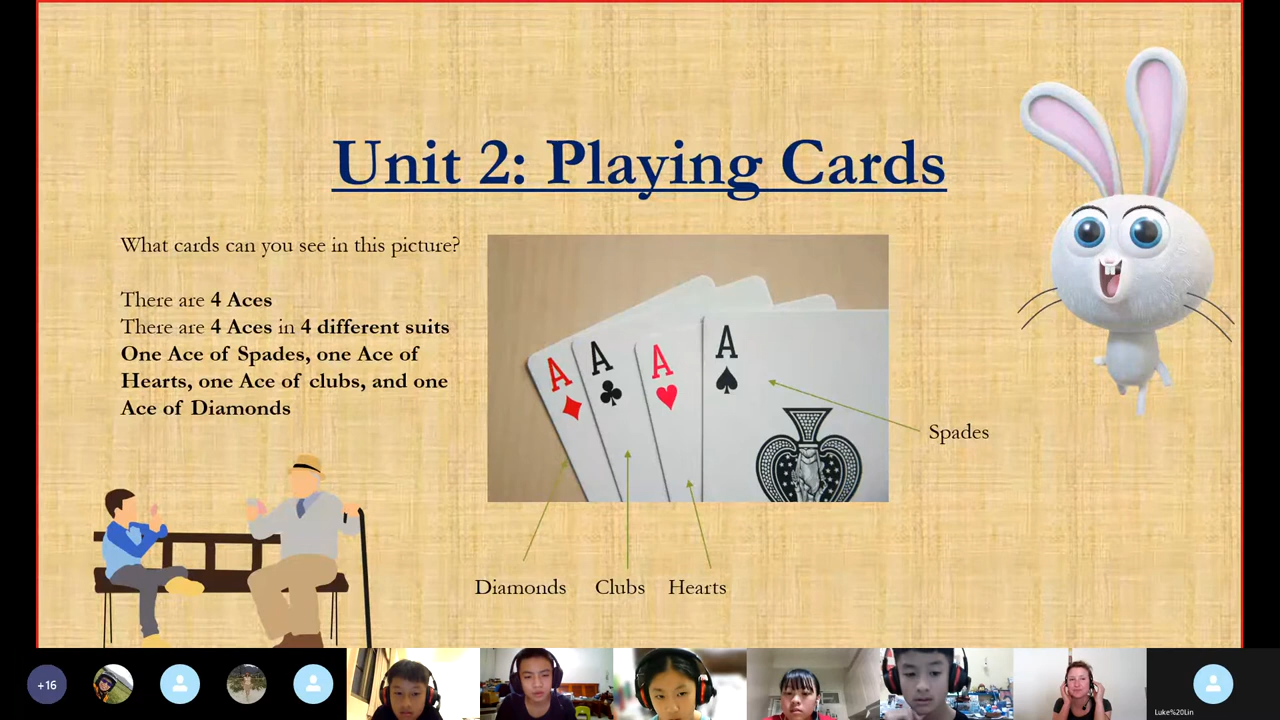 Unit 2: Playing Cards
What cards can you see in this picture?
There are 4 Aces
There are 4 Aces in 4 different suits
One Ace of Spades, one Ace of
Hearts, one Ace of clubs, and one
Ace of Diamonds
A
A
A
A
Spades
Diamonds
Clubs
Hearts
+16
Luke%20Lin